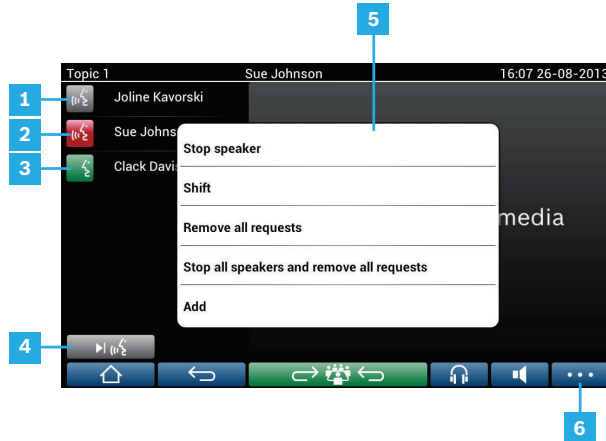 5
Topic 1 Sue Johnson 16:07 26-08-2013
1 Joline Kavorski
2 Sue Johns
3 Clack Davis
Stop speaker
Shift
Remove all requests
media
Stop all speakers and remove all requests
Add
4
6